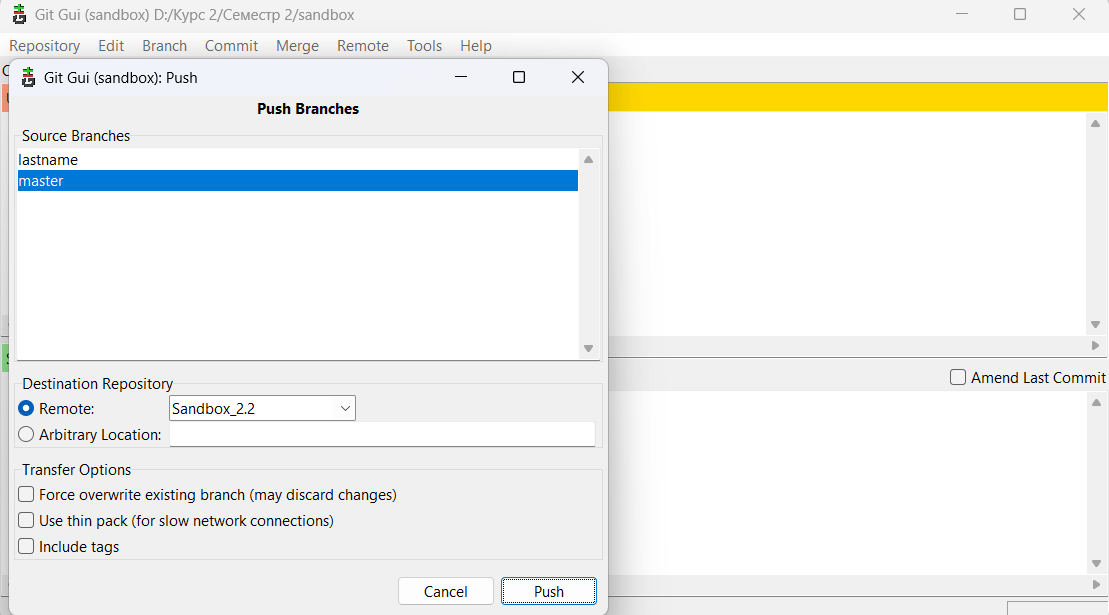 Git Gui (sandbox) D:/Курс 2/Семестр 2/sandbox
Repository Edit Branch Commit Merge Remote Tools Help
Git Gui (sandbox): Push
Push Branches
Source Branches
lastname
master
Destination Repository
Remote: Sandbox_2.2
Arbitrary Location:
Amend Last Commit
Transfer Options
Force overwrite existing branch (may discard changes)
Use thin pack (for slow network connections)
Include tags
Cancel Push